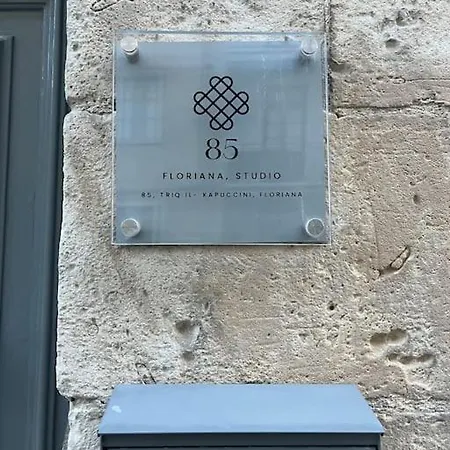 85
FLORIANA, STUDIO
85, TRIQ IL- KAPUCCINI, FLORIANA